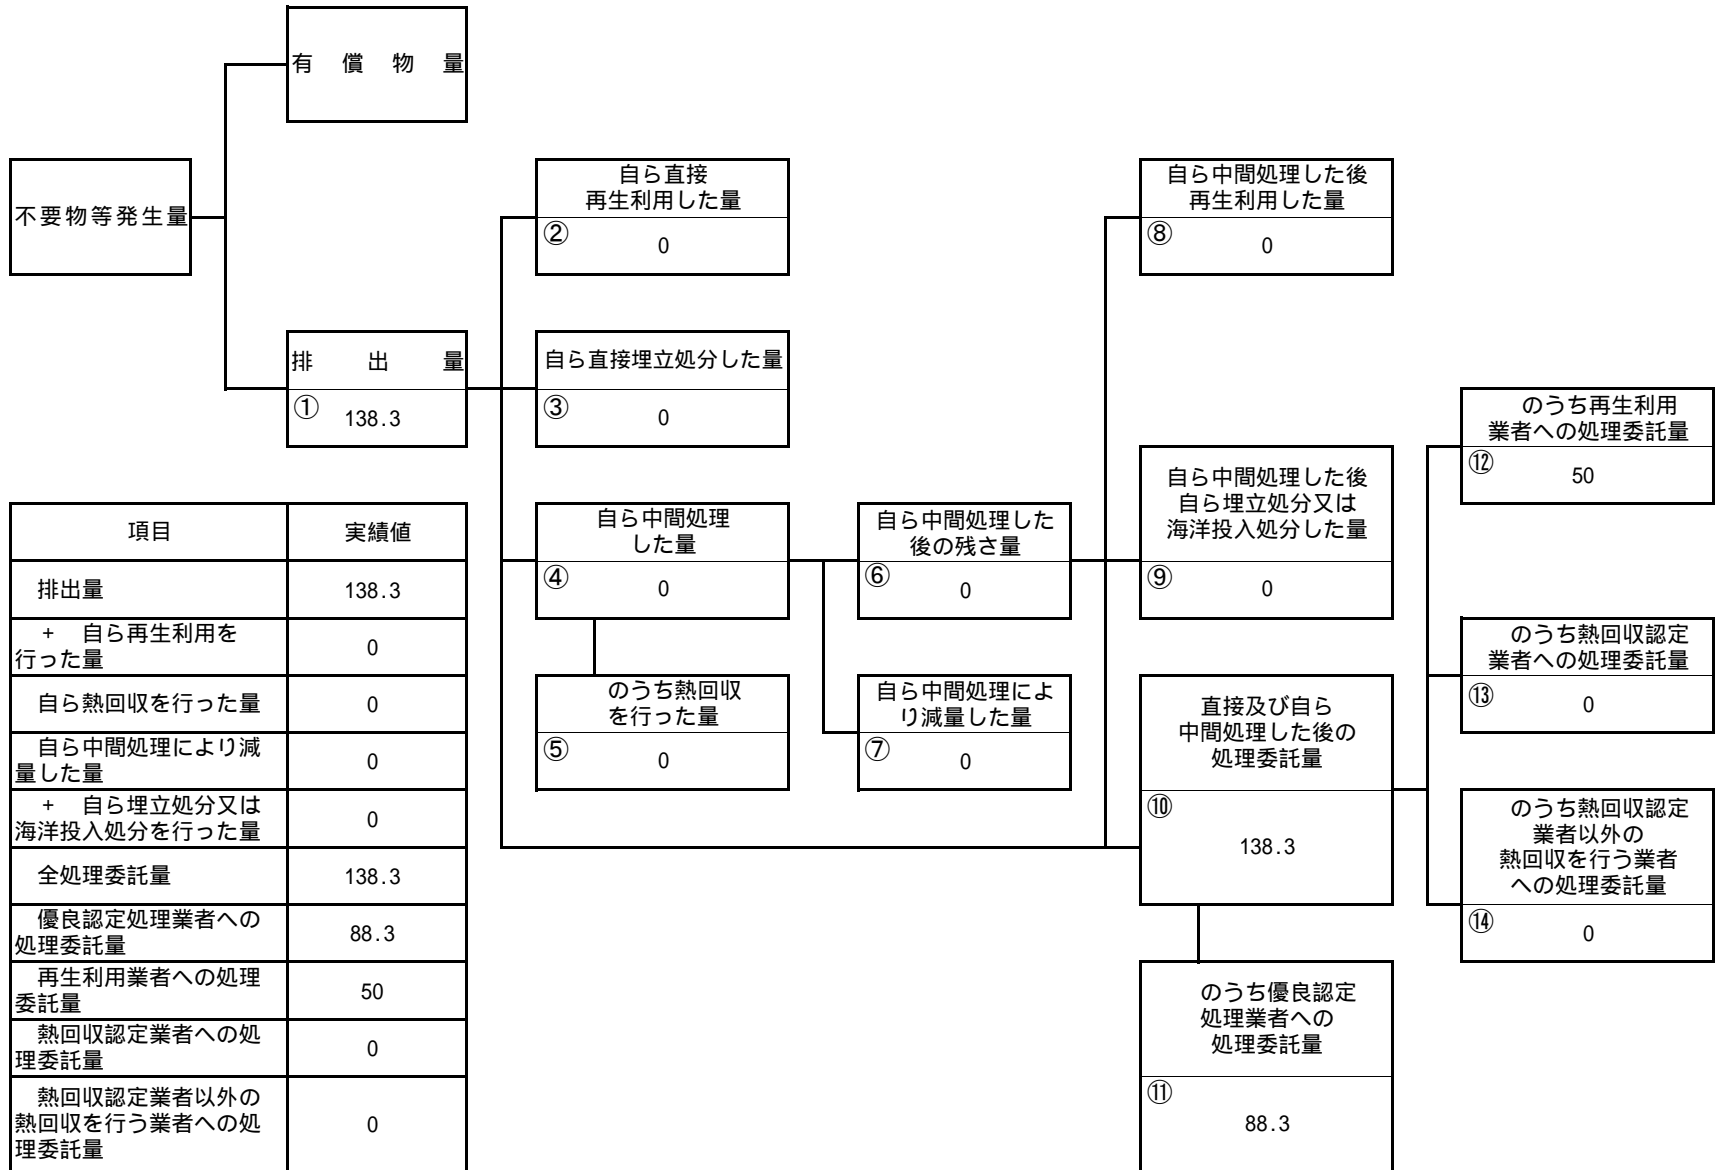 有 償 物 量
不要物等発生量
排 出 量
① 138.3
自ら直接
再生利用した量
② 0
自ら直接埋立処分した量
③ 0
自ら中間処理
した量
④ 0
のうち熱回収
を行った量
⑤ 0
自ら中間処理した
後の残さ量
⑥ 0
自ら中間処理によ
り減量した量
⑦ 0
自ら中間処理した後
再生利用した量
⑧ 0
自ら中間処理した後
自ら埋立処分又は
海洋投入処分した量
⑨ 0
直接及び自ら
中間処理した後の
処理委託量
⑩
138.3
のうち優良認定
処理業者への
処理委託量
⑪
88.3
のうち再生利用
業者への処理委託量
⑫ 50
のうち熱回収認定
業者への処理委託量
⑬ 0
のうち熱回収認定
業者以外の
熱回収を行う業者
への処理委託量
⑭ 0
項目 実績値
排出量 138.3
+ 自ら再生利用を
行った量 0
自ら熱回収を行った量 0
自ら中間処理により減
量した量 0
+ 自ら埋立処分又は
海洋投入処分を行った量 0
全処理委託量 138.3
優良認定処理業者への
処理委託量 88.3
再生利用業者への処理
委託量 50
熱回収認定業者への処
理委託量 0
熱回収認定業者以外の
熱回収を行う業者への処
理委託量 0